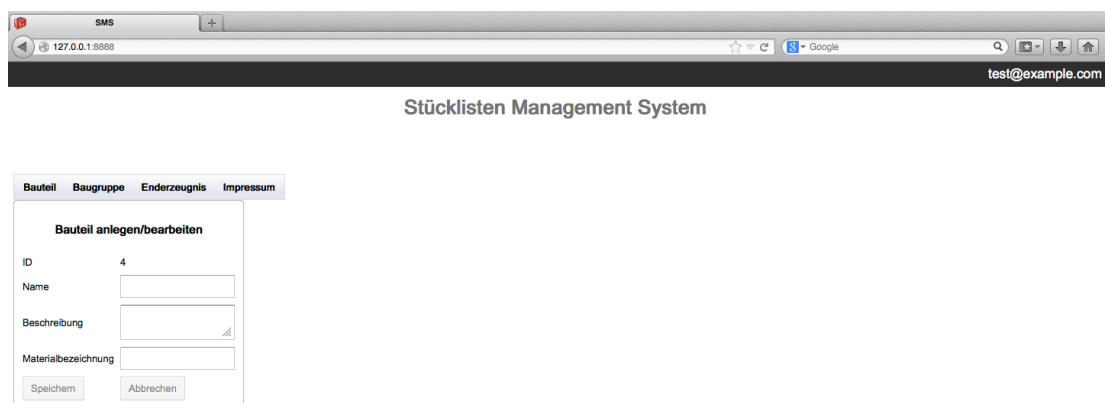 SMS
127.0.0.1:8888
Google
test@example.com
Stücklisten Management System
Bauteil Baugruppe Enderzeugnis Impressum
Bauteil anlegen/bearbeiten
ID 4
Name
Beschreibung
Materialbezeichnung
Speichern Abbrechen